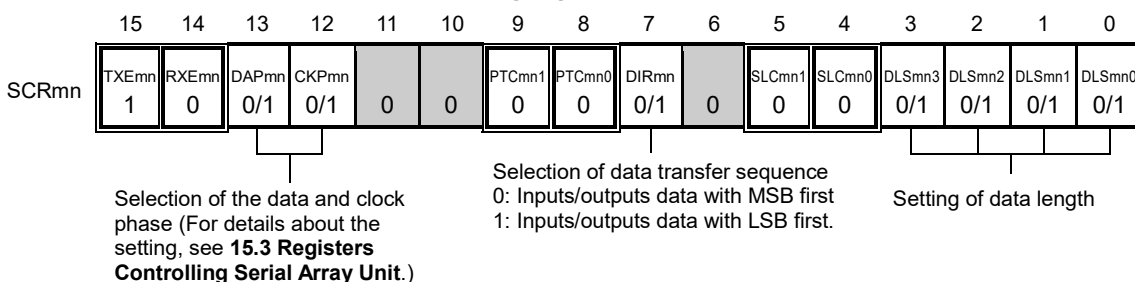 15 14 13 12 11 10 9 8 7 6 5 4 3 2 1 0
SCRmn
TXEmn RXEmn DAPmn CKPmn PTCmn1 PTCmn0 DIRmn SLCmn1 SLCmn0 DLSmn3 DLSmn2 DLSmn1 DLSmn0
1 0 0/1 0/1 0 0 0 0 0/1 0 0 0 0/1 0/1 0/1 0/1
Selection of the data and clock
phase (For details about the
setting, see 15.3 Registers
Controlling Serial Array Unit.)
Selection of data transfer sequence
0: Inputs/outputs data with MSB first
1: Inputs/outputs data with LSB first.
Setting of data length